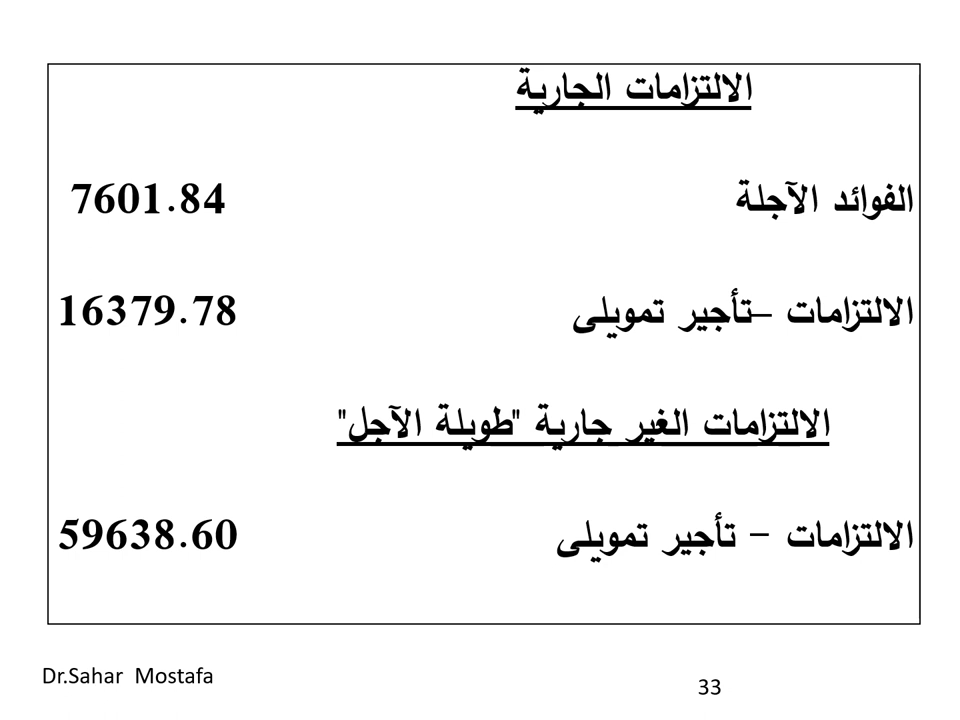 الالتزامات الجارية
الفوائد الآجلة 7601.84
الالتزامات –تأجير تمويلى 16379.78
الالتزامات الغير جارية "طويلة الآجل"
الالتزامات – تأجير تمويلى 59638.60
Dr.Sahar Mostafa
33